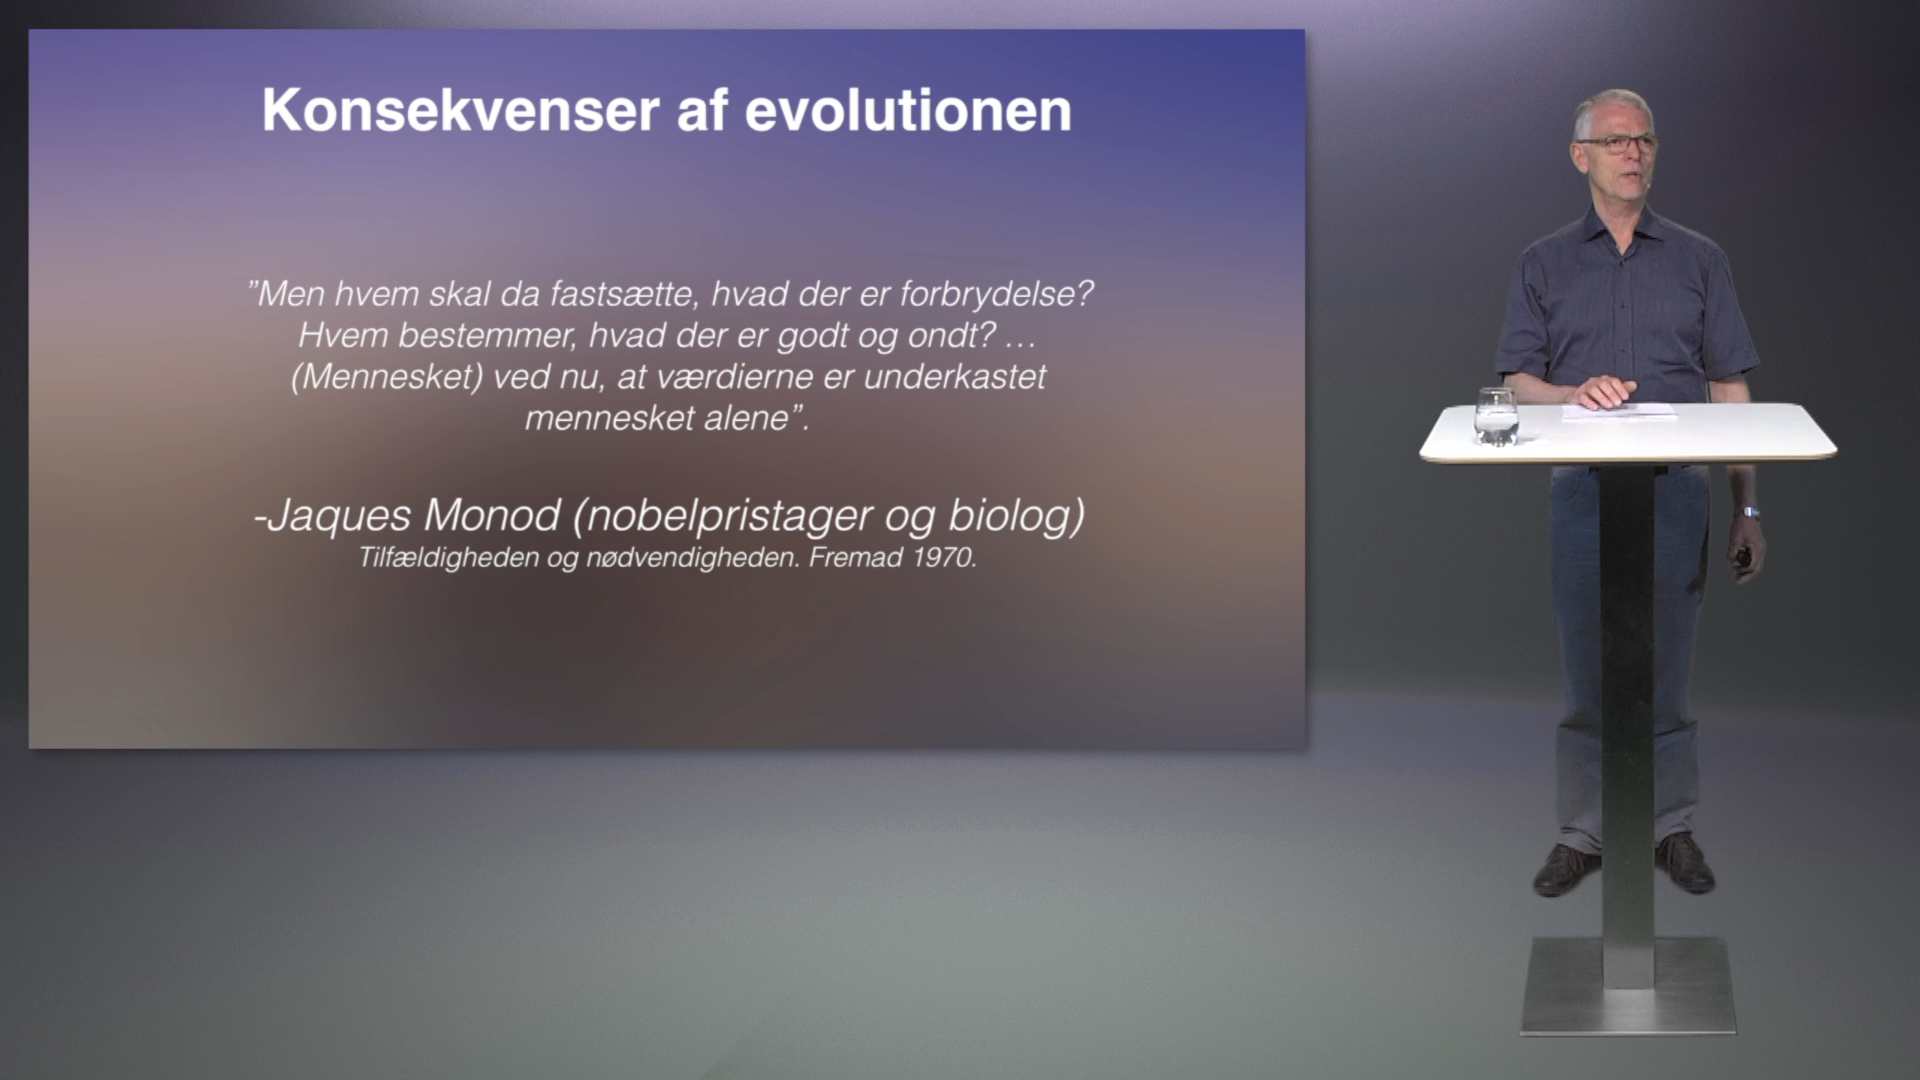 Konsekvenser af evolutionen
”Men hvem skal da fastsætte, hvad der er forbrydelse?
Hvem bestemmer, hvad der er godt og ondt? …
(Mennesket) ved nu, at værdierne er underkastet
mennesket alene”.
-Jaques Monod (nobelpristager og biolog)
Tilfældigheden og nødvendigheden. Fremad 1970.